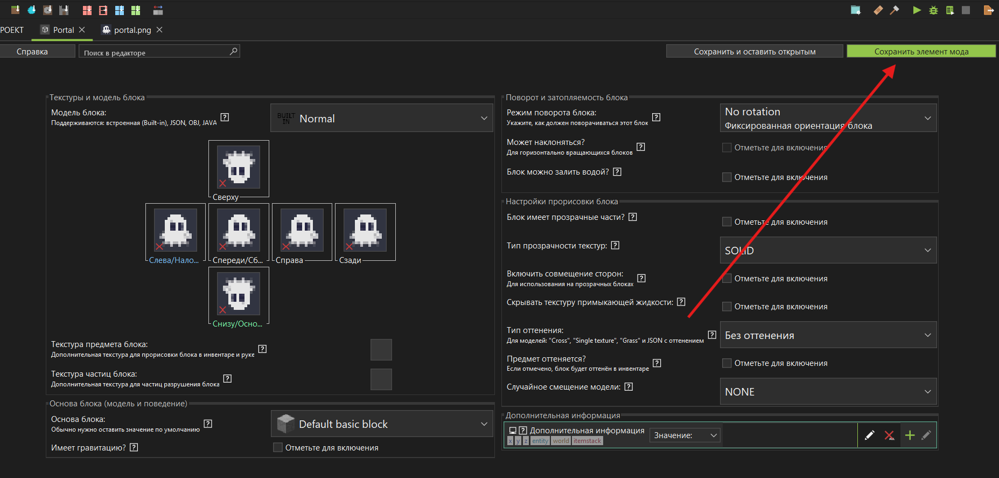 РОЕКТ
Portal
portal.png
Справка
Поиск в редакторе
Сохранить и оставить открытым
Сохранить элемент мода
Текстуры и модель блока
Модель блока:
Поддерживаются: встроенная (Built-in), JSON, OBJ, JAVA
?
BUILT
IN
Normal
Сверху
Слева/Нало...
Спереди/Сб...
Справа
Сзади
Снизу/Осно...
Текстура предмета блока:
Дополнительная текстура для прорисовки блока в инвентаре и руке
?
Текстура частиц блока:
Дополнительная текстура для частиц разрушения блока
?
Основа блока (модель и поведение)
Основа блока:
Обычно нужно оставить значение по умолчанию
?
Default basic block
Имеет гравитацию? ?
Отметьте для включения
Поворот и затопляемость блока
Режим поворота блока:
Укажите, как должен поворачиваться этот блок
?
No rotation
Фиксированная ориентация блока
Может наклоняться?
Для горизонтально вращающихся блоков
?
Отметьте для включения
Блок можно залить водой? ?
Отметьте для включения
Настройки прорисовки блока
Блок имеет прозрачные части? ?
Отметьте для включения
Тип прозрачности текстур: ?
SOLID
Включить совмещение сторон:
Для использования на прозрачных блоках
?
Отметьте для включения
Скрывать текстуру примыкающей жидкости: ?
Отметьте для включения
Тип оттенения:
Для моделей: "Cross", "Single texture", "Grass" и JSON с оттенением
?
Без оттенения
Предмет оттеняется?
Если отмечено, блок будет оттенён в инвентаре
?
Отметьте для включения
Случайное смещение модели: ?
NONE
Дополнительная информация
? Дополнительная информация
x y z entity world itemstack
Значение:
ALL